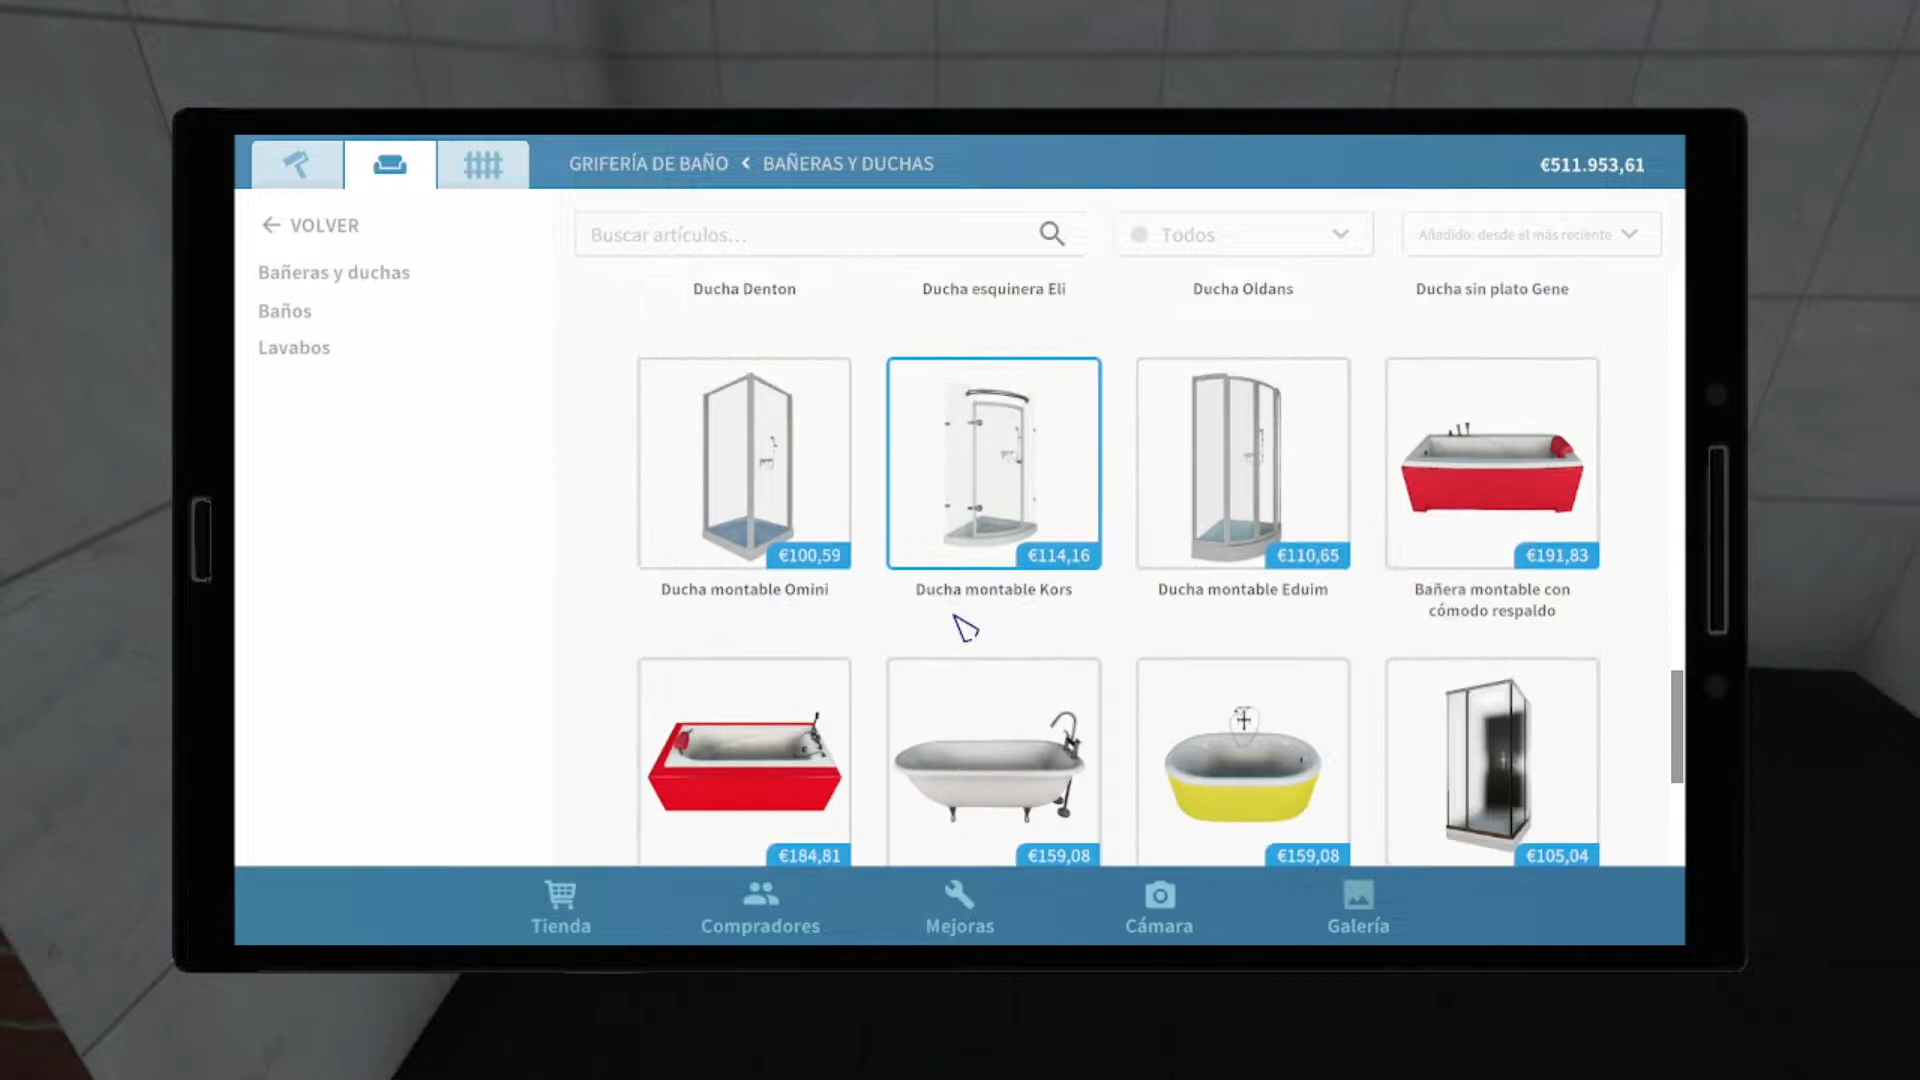 GRIFERÍA DE BAÑO < BAÑERAS Y DUCHAS
€511.953,61
VOLVER
Bañeras y duchas
Baños
Lavabos
Buscar artículos...
Todos
Añadido: desde el más reciente
Ducha Denton
Ducha esquinera Eli
Ducha Oldans
Ducha sin plato Gene
€100,59
€114,16
€110,65
€191,83
Ducha montable Omini
Ducha montable Kors
Ducha montable Eduim
Bañera montable con
cómodo respaldo
€184,81
€159,08
€159,08
€105,04
Tienda
Compradores
Mejoras
Cámara
Galería